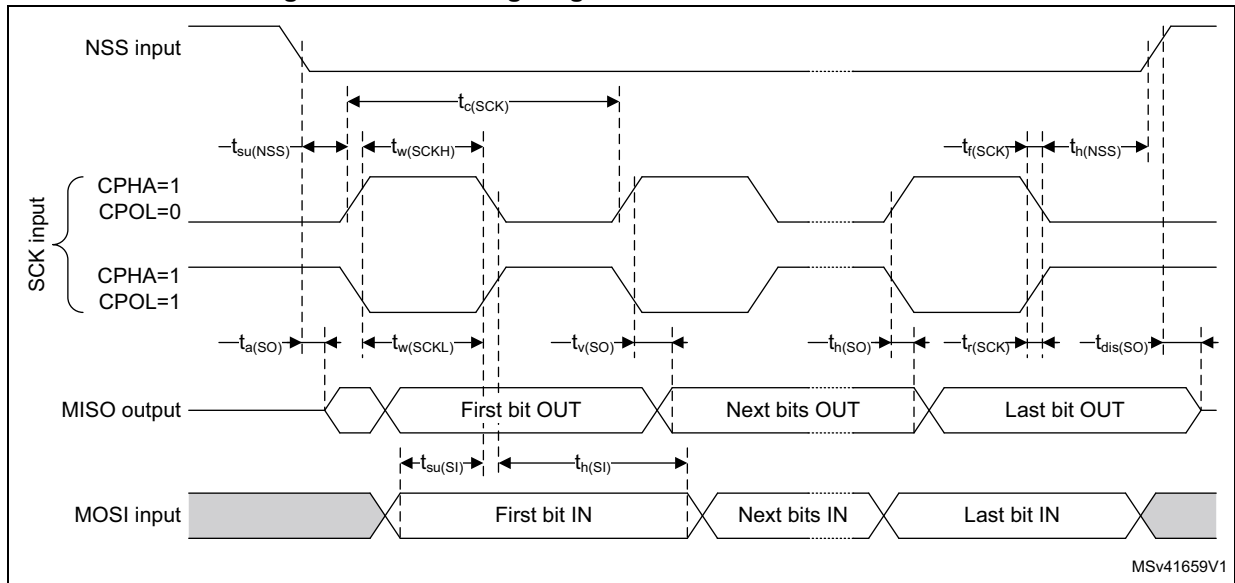 NSS input
tc(SCK)
tsu(NSS)
tw(SCKH)
tf(SCK)
th(NSS)
SCK input
CPHA=1
CPOL=0
CPHA=1
CPOL=1
ta(SO)
tw(SCKL)
tv(SO)
th(SO)
tr(SCK)
tdis(SO)
MISO output
First bit OUT
Next bits OUT
Last bit OUT
tsu(SI)
th(SI)
MOSI input
First bit IN
Next bits IN
Last bit IN
MSv41659V1